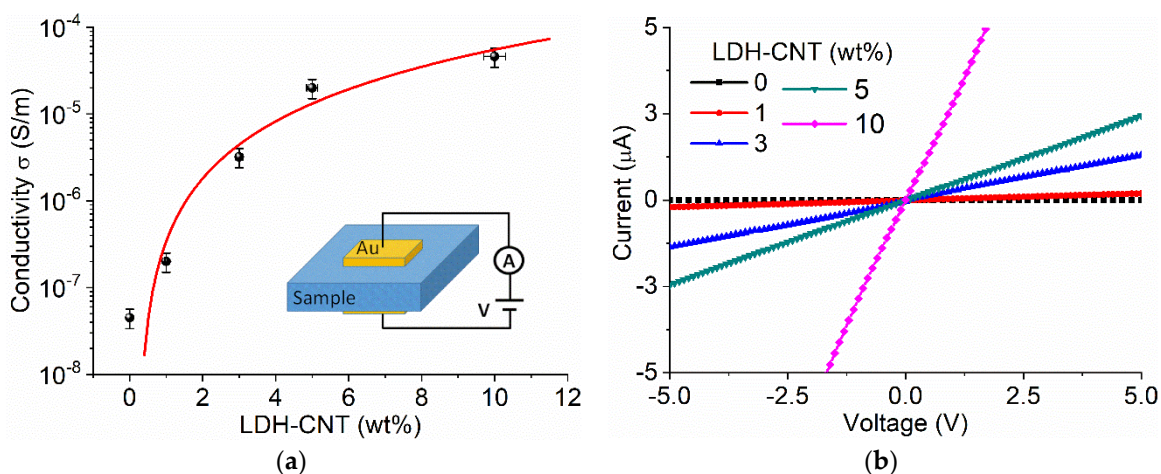 10⁻⁴
10⁻⁵
10⁻⁶
10⁻⁷
10⁻⁸
Conductivity σ (S/m)
0 2 4 6 8 10 12
LDH-CNT (wt%)
Au
Sample
A
V
(a)
5
3
0
-3
-5
Current (μA)
LDH-CNT (wt%)
0 5
1 10
3
-5.0 -2.5 0.0 2.5 5.0
Voltage (V)
(b)